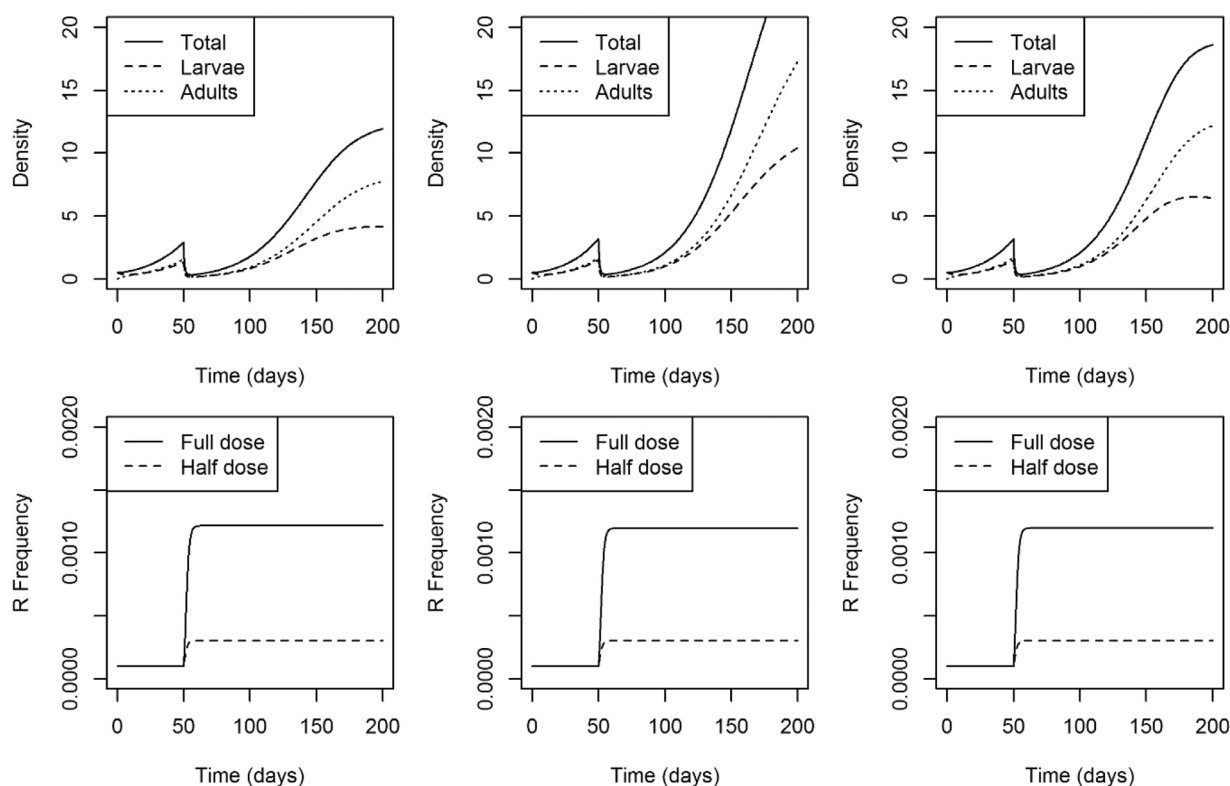 Total
Larvae
Adults
Density
0 5 10 15 20
0 50 100 150 200
Time (days)
Total
Larvae
Adults
Density
0 5 10 15 20
0 50 100 150 200
Time (days)
Total
Larvae
Adults
Density
0 5 10 15 20
0 50 100 150 200
Time (days)
Full dose
Half dose
R Frequency
0.0000 0.0010 0.0020
0 50 100 150 200
Time (days)
Full dose
Half dose
R Frequency
0.0000 0.0010 0.0020
0 50 100 150 200
Time (days)
Full dose
Half dose
R Frequency
0.0000 0.0010 0.0020
0 50 100 150 200
Time (days)